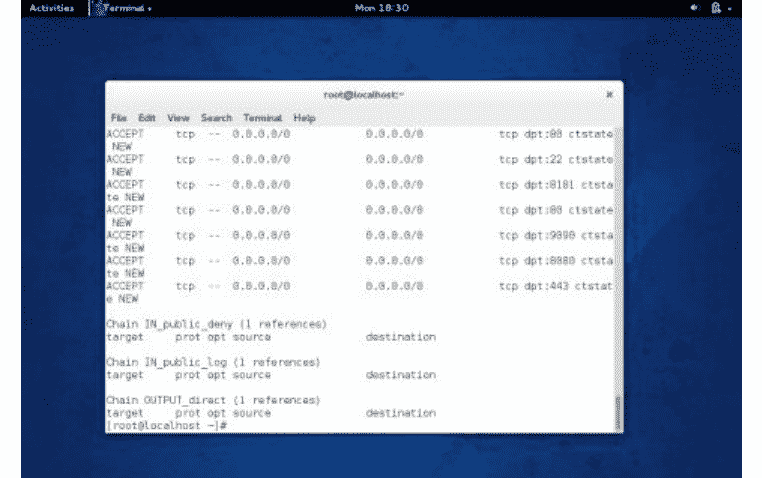 Activities Terminal
Mon 18:30
root@localhost:~
File Edit View Search Terminal Help
ACCEPT tcp -- 0.0.0.0/0 0.0.0.0/0 tcp dpt:80 ctstate
NEW
ACCEPT tcp -- 0.0.0.0/0 0.0.0.0/0 tcp dpt:22 ctstate
NEW
ACCEPT tcp -- 0.0.0.0/0 0.0.0.0/0 tcp dpt:8181 ctsta
te NEW
ACCEPT tcp -- 0.0.0.0/0 0.0.0.0/0 tcp dpt:80 ctstate
NEW
ACCEPT tcp -- 0.0.0.0/0 0.0.0.0/0 tcp dpt:9090 ctsta
te NEW
ACCEPT tcp -- 0.0.0.0/0 0.0.0.0/0 tcp dpt:8080 ctsta
te NEW
ACCEPT tcp -- 0.0.0.0/0 0.0.0.0/0 tcp dpt:443 ctstat
e NEW
Chain IN_public_deny (1 references)
target prot opt source destination
Chain IN_public_log (1 references)
target prot opt source destination
Chain OUTPUT_direct (1 references)
target prot opt source destination
[root@localhost ~]#